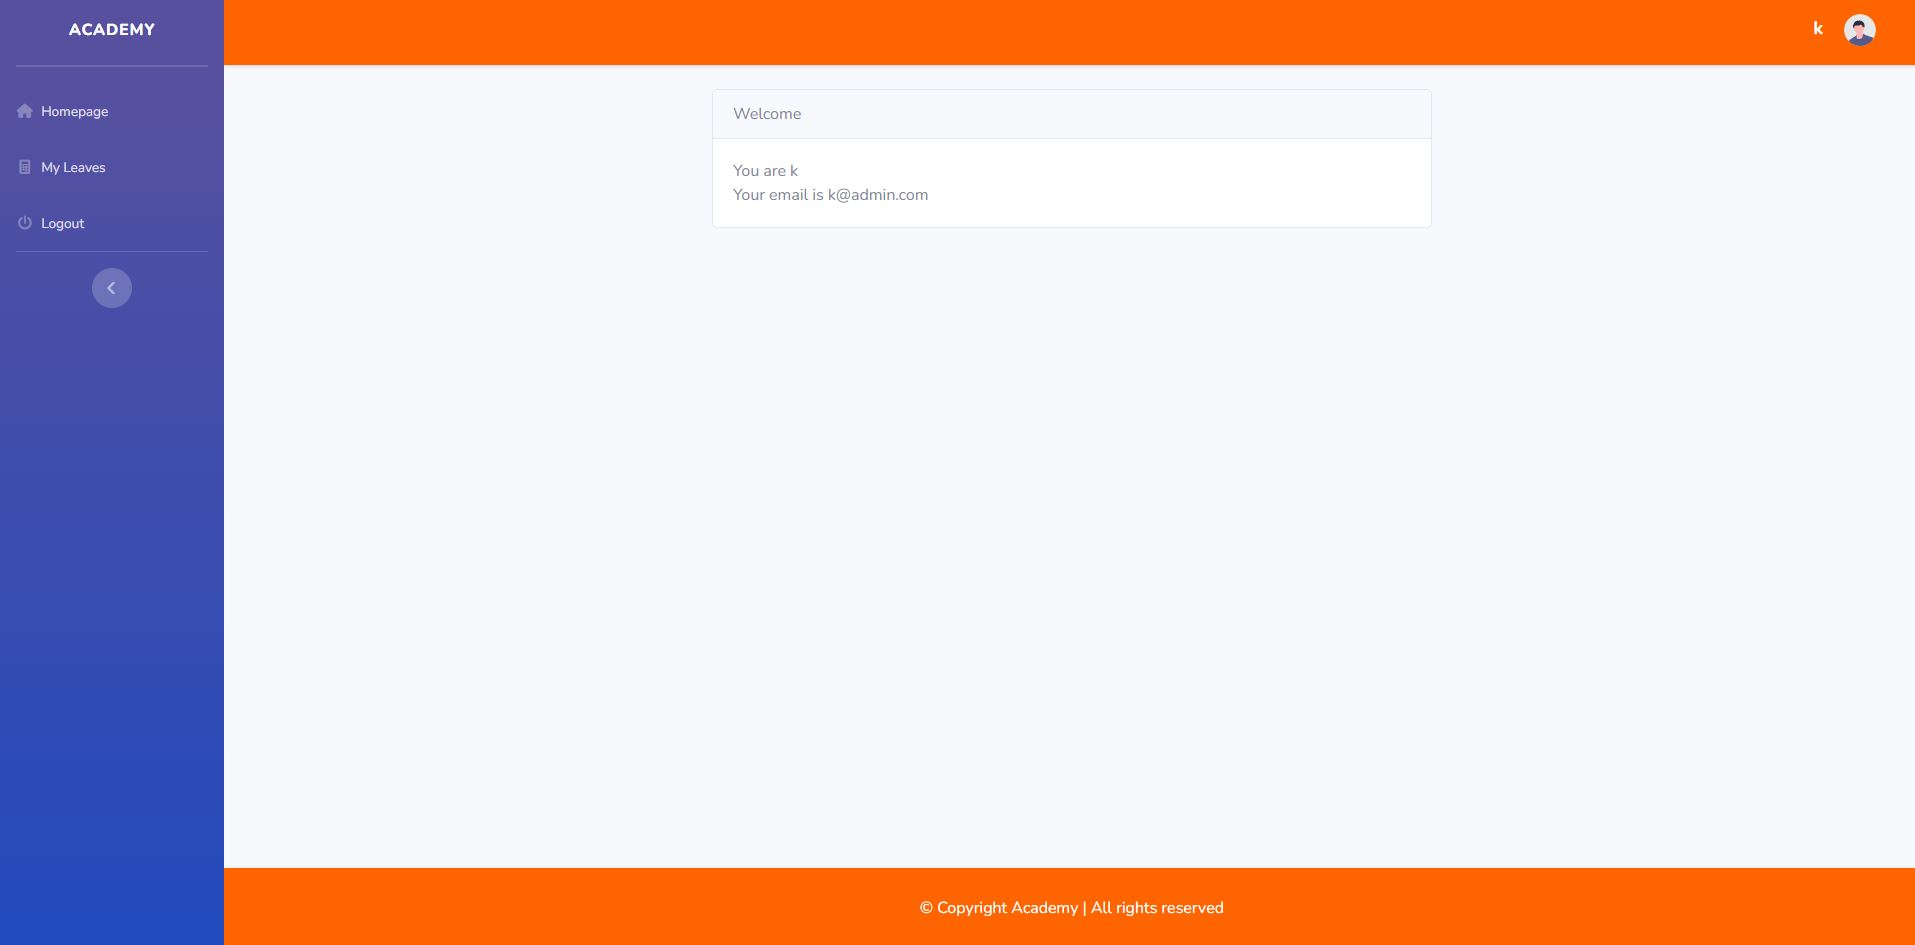 ACADEMY
Homepage
My Leaves
Logout
k
Welcome
You are k
Your email is k@admin.com
© Copyright Academy | All rights reserved